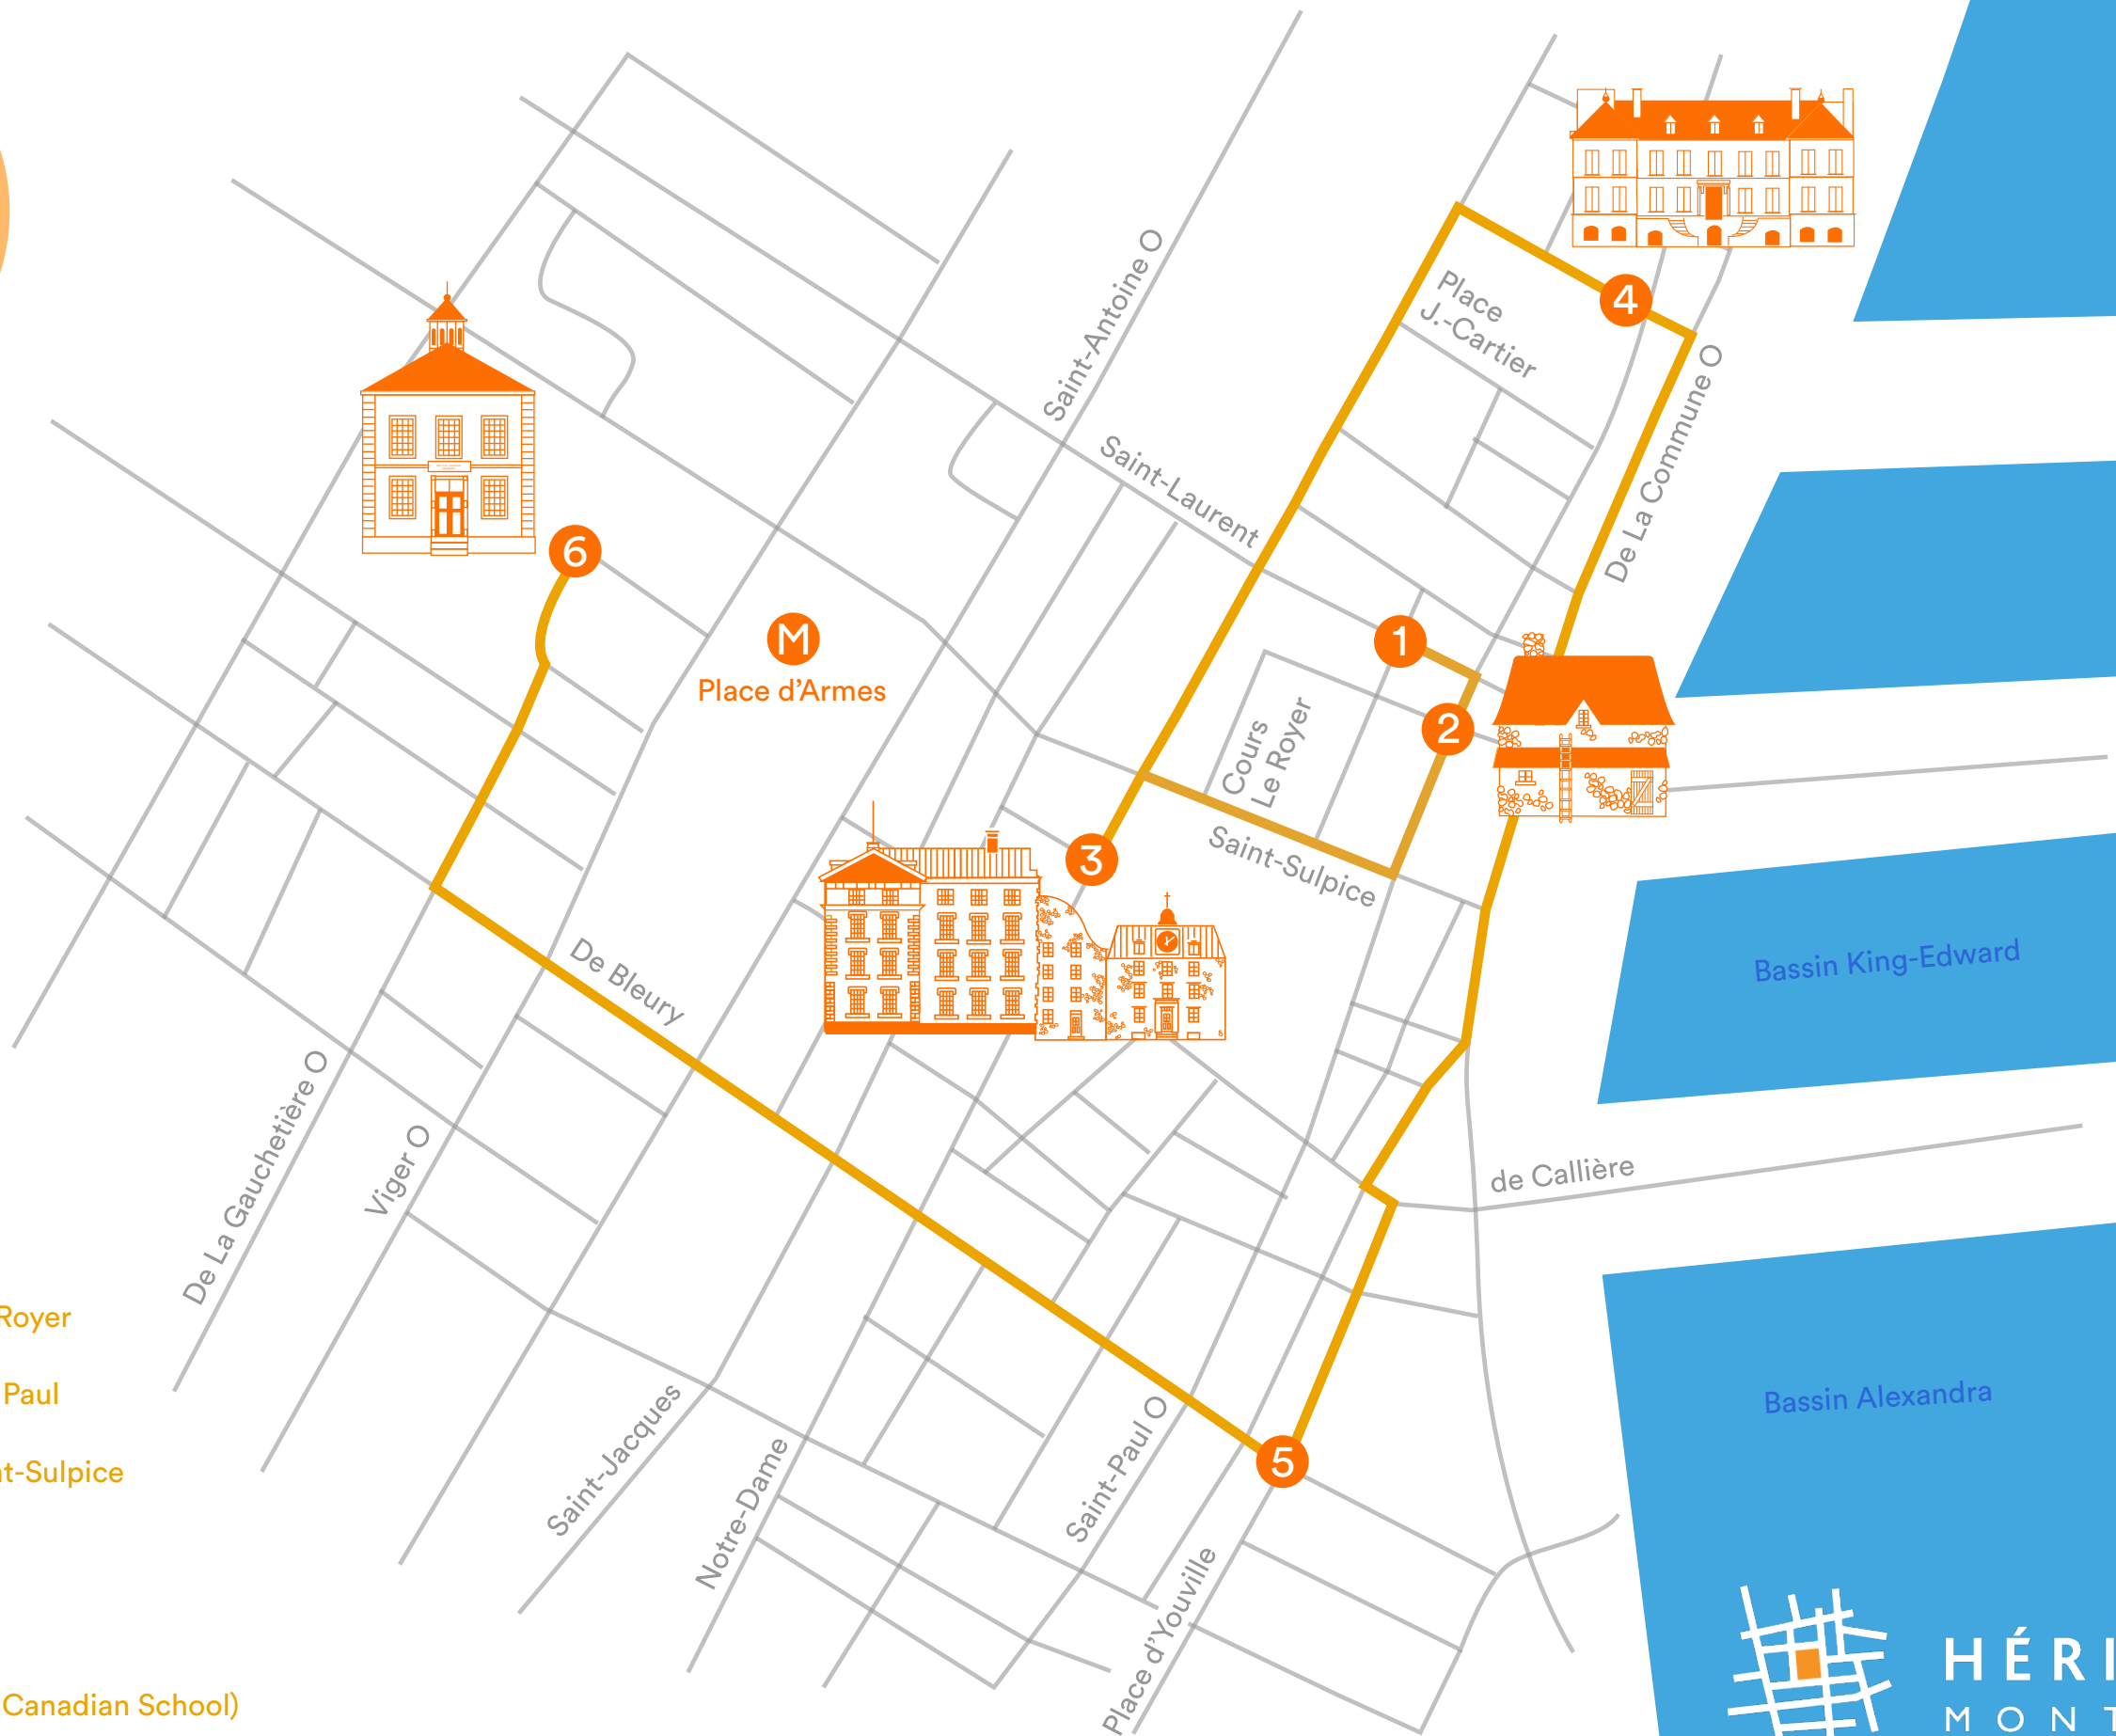 Saint-Antoine O
Place
J.-Cartier
4
De La Commune O
Saint-Laurent
6
M
Place d'Armes
1
2
Cours
Le Royer
3
Saint-Sulpice
De Bleury
Bassin King-Edward
De La Gauchetière O
Viger O
de Callière
Royer
Paul
nt-Sulpice
Saint-Jacques
Notre-Dame
Saint-Paul O
Bassin Alexandra
5
Place d'Youville
HÉRI
MONT
Canadian School)